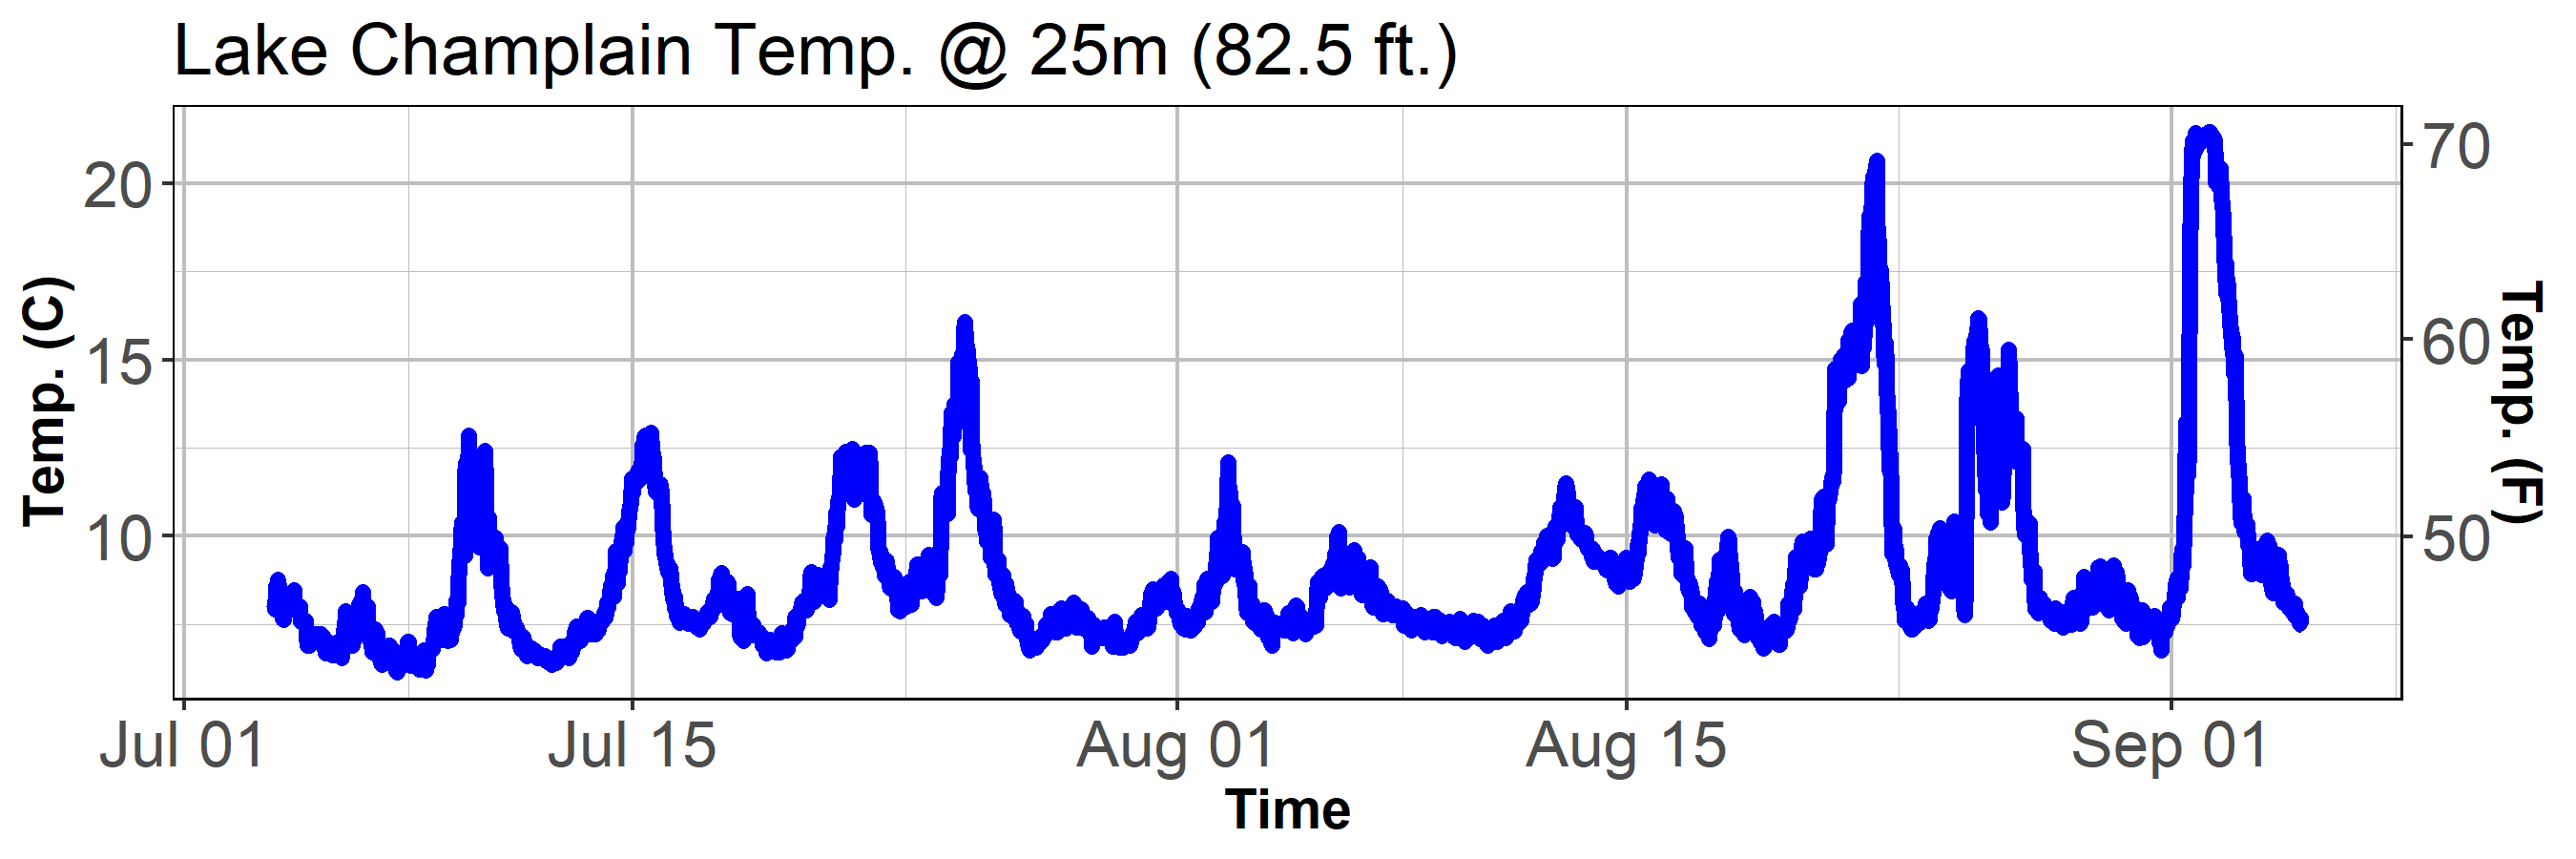 Lake Champlain Temp. @ 25m (82.5 ft.)
Temp. (C)
20
15
10
70
60
50
Temp. (F)
Jul 01
Jul 15
Aug 01
Aug 15
Sep 01
Time